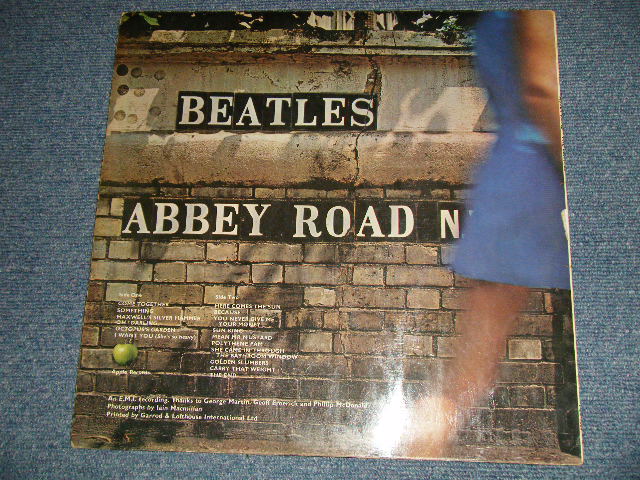 BEATLES
ABBEY ROAD N
Side One
COME TOGETHER
SOMETHING
MAXWELL'S SILVER HAMMER
OH! DARLING
OCTOPUS'S GARDEN
I WANT YOU (She's so heavy)
Side Two
HERE COMES THE SUN
BECAUSE
YOU NEVER GIVE ME
YOUR MONEY
SUN KING
MEAN MR MUSTARD
POLYTHENE PAM
SHE CAME IN THROUGH
THE BATHROOM WINDOW
GOLDEN SLUMBERS
CARRY THAT WEIGHT
THE END
Apple Records
An E.M.I. recording. Thanks to George Martin, Geoff Emerick and Phillip McDonald
Photographs by Iain Macmillan
Printed by Garrod & Lofthouse International Ltd